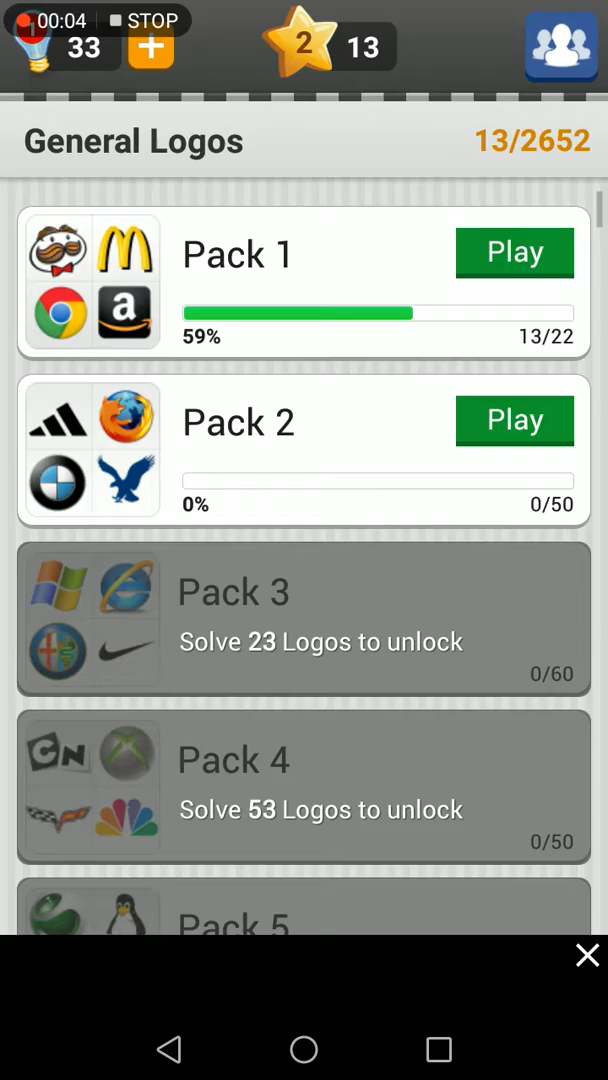 00:04 STOP
1
33 + 2 13
General Logos 13/2652
Pack 1 Play
59% 13/22
Pack 2 Play
0% 0/50
Pack 3
Solve 23 Logos to unlock
0/60
CN
Pack 4
Solve 53 Logos to unlock
0/50
Pack 5